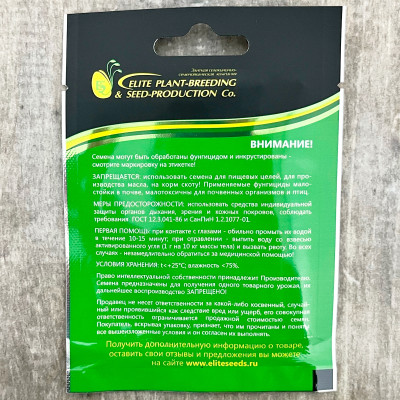 Элитная селекционно-
семеноводческая компания
ELITE PLANT-BREEDING
& SEED-PRODUCTION Co.
ВНИМАНИЕ!
Семена могут быть обработаны фунгицидом и инкрустированы -
смотрите маркировку на этикетке!
ЗАПРЕЩАЕТСЯ: использовать семена для пищевых целей, для про-
изводства масла, на корм скоту! Применяемые фунгициды мало-
стойки в почве, малотоксичны для почвенных организмов и птиц.
МЕРЫ ПРЕДОСТОРОЖНОСТИ: использовать средства индивидуальной
защиты органов дыхания, зрения и кожных покровов, соблюдать
требования. ГОСТ 12.3.041-86 и СанПиН 1.2.1077-01.
ПЕРВАЯ ПОМОЩЬ: при контакте с глазами - обильно промыть их водой
в течение 10-15 минут; при отравлении - выпить воду со взвесью
активированного угля (1 г на 10 кг массы тела) и вызвать рвоту. Во всех
случаях - незамедлительно обратиться за медицинской помощью!
УСЛОВИЯ ХРАНЕНИЯ: t<+25°C; влажность <75%.
Право интеллектуальной собственности принадлежит Производителю.
Семена предназначены для получения одного товарного урожая, их
дальнейшее воспроизводство ЗАПРЕЩЕНО!
Продавец не несет ответственности за какой-либо косвенный, случай-
ный или проявившийся как следствие вред или ущерб, его совокупная
ответственность ограничивается продажной стоимостью семян.
Покупатель, вскрывая упаковку, признает, что им прочитаны и поняты
все вышеизложенные условия и он согласен их выполнять.
Получить дополнительную информацию о товаре,
оставить свои отзывы и предложения вы можете
на сайте www.eliteseeds.ru